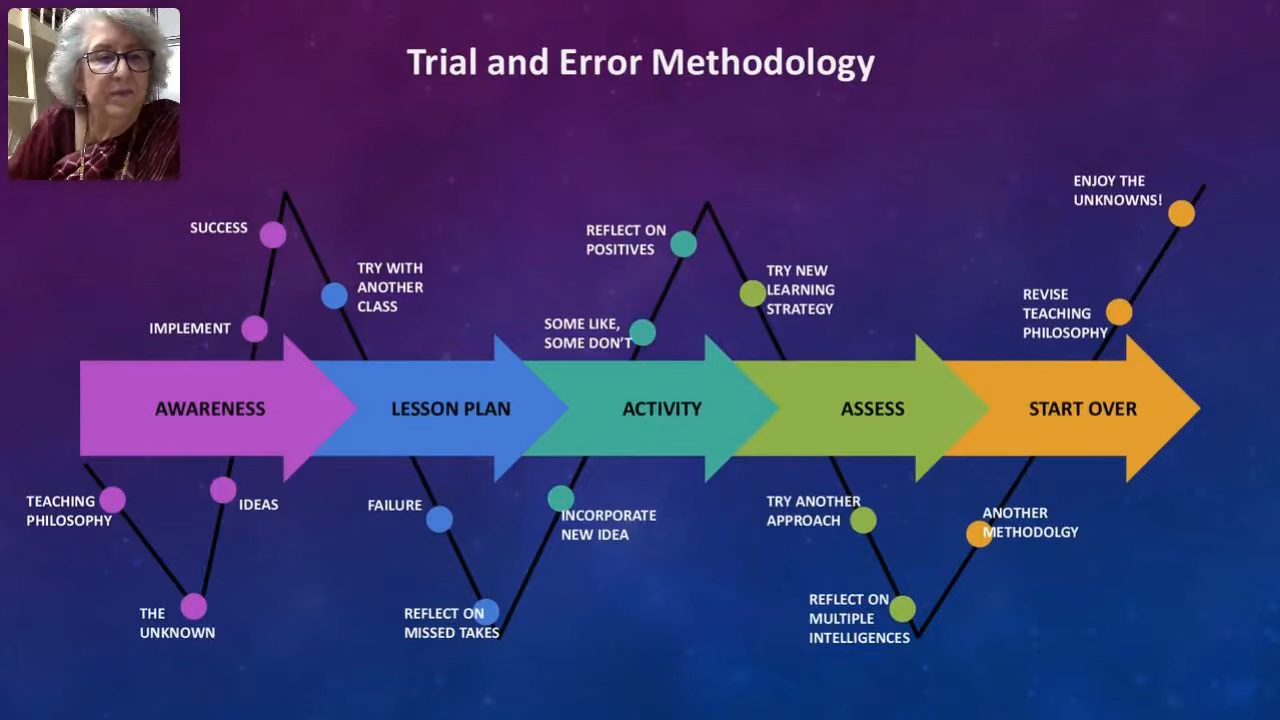 Trial and Error Methodology
SUCCESS
IMPLEMENT
TRY WITH
ANOTHER
CLASS
REFLECT ON
POSITIVES
SOME LIKE,
SOME DON'T
TRY NEW
LEARNING
STRATEGY
ENJOY THE
UNKNOWNS!
REVISE
TEACHING
PHILOSOPHY
AWARENESS
LESSON PLAN
ACTIVITY
ASSESS
START OVER
TEACHING
PHILOSOPHY
IDEAS
THE
UNKNOWN
FAILURE
REFLECT ON
MISSED TAKES
INCORPORATE
NEW IDEA
TRY ANOTHER
APPROACH
REFLECT ON
MULTIPLE
INTELLIGENCES
ANOTHER
METHODOLGY